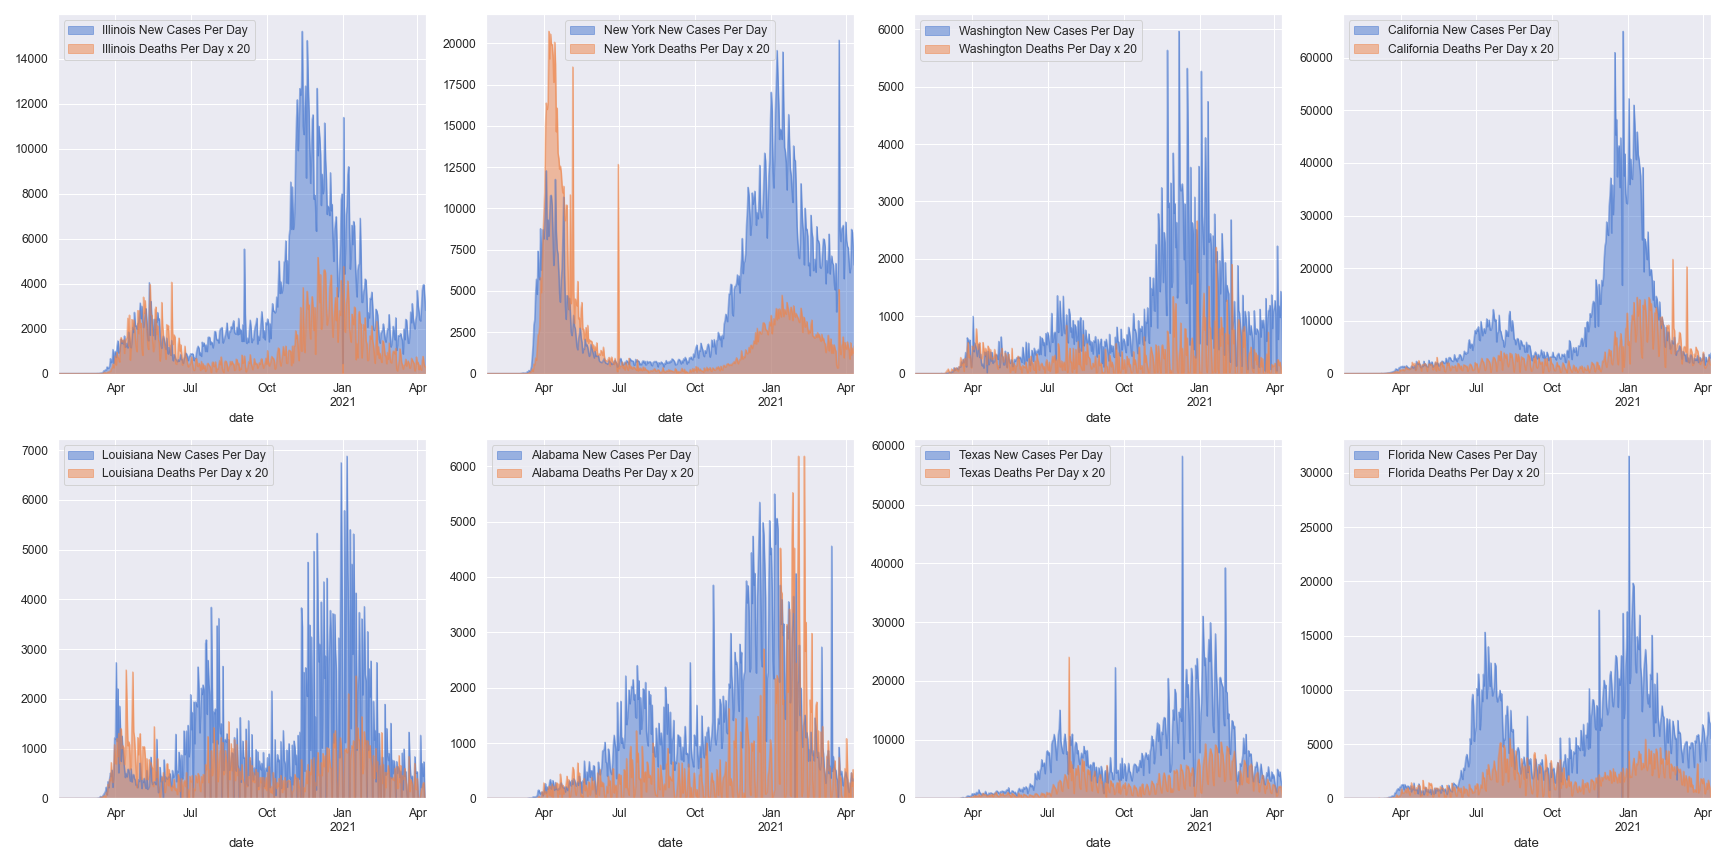 Illinois New Cases Per Day
Illinois Deaths Per Day x 20
14000
12000
10000
8000
6000
4000
2000
0
Apr
Jul
Oct
Jan
2021
Apr
date
New York New Cases Per Day
New York Deaths Per Day x 20
20000
17500
15000
12500
10000
7500
5000
2500
0
Apr
Jul
Oct
Jan
2021
Apr
date
Washington New Cases Per Day
Washington Deaths Per Day x 20
6000
5000
4000
3000
2000
1000
0
Apr
Jul
Oct
Jan
2021
Apr
date
California New Cases Per Day
California Deaths Per Day x 20
60000
50000
40000
30000
20000
10000
0
Apr
Jul
Oct
Jan
2021
Apr
date
Louisiana New Cases Per Day
Louisiana Deaths Per Day x 20
7000
6000
5000
4000
3000
2000
1000
0
Apr
Jul
Oct
Jan
2021
Apr
date
Alabama New Cases Per Day
Alabama Deaths Per Day x 20
6000
5000
4000
3000
2000
1000
0
Apr
Jul
Oct
Jan
2021
Apr
date
Texas New Cases Per Day
Texas Deaths Per Day x 20
60000
50000
40000
30000
20000
10000
0
Apr
Jul
Oct
Jan
2021
Apr
date
Florida New Cases Per Day
Florida Deaths Per Day x 20
30000
25000
20000
15000
10000
5000
0
Apr
Jul
Oct
Jan
2021
Apr
date